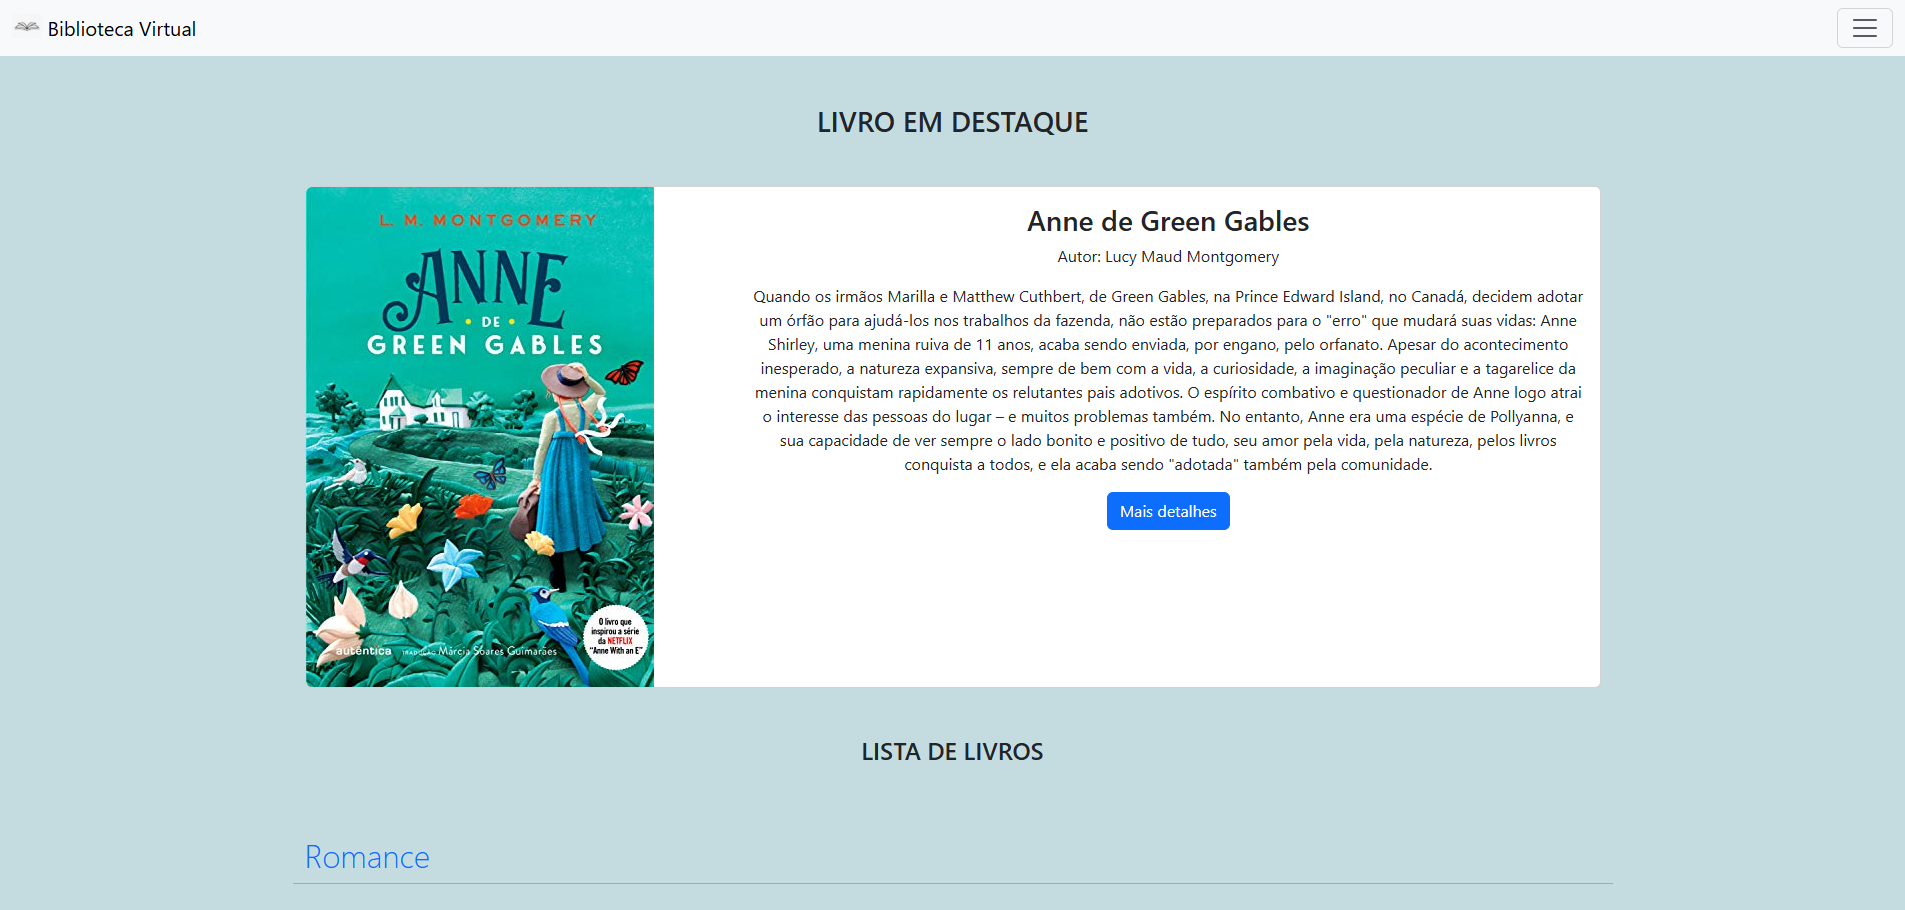 Biblioteca Virtual
LIVRO EM DESTAQUE
L. M. MONTGOMERY
ANNE
DE
GREEN GABLES
O livro que
inspirou a série
da NETFLIX
"Anne With an E"
autêntica TRADUÇÃO Márcia Soares Guimarães
Anne de Green Gables
Autor: Lucy Maud Montgomery
Quando os irmãos Marilla e Matthew Cuthbert, de Green Gables, na Prince Edward Island, no Canadá, decidem adotar
um órfão para ajudá-los nos trabalhos da fazenda, não estão preparados para o "erro" que mudará suas vidas: Anne
Shirley, uma menina ruiva de 11 anos, acaba sendo enviada, por engano, pelo orfanato. Apesar do acontecimento
inesperado, a natureza expansiva, sempre de bem com a vida, a curiosidade, a imaginação peculiar e a tagarelice da
menina conquistam rapidamente os relutantes pais adotivos. O espírito combativo e questionador de Anne logo atrai
o interesse das pessoas do lugar – e muitos problemas também. No entanto, Anne era uma espécie de Pollyanna, e
sua capacidade de ver sempre o lado bonito e positivo de tudo, seu amor pela vida, pela natureza, pelos livros
conquista a todos, e ela acaba sendo "adotada" também pela comunidade.
Mais detalhes
LISTA DE LIVROS
Romance